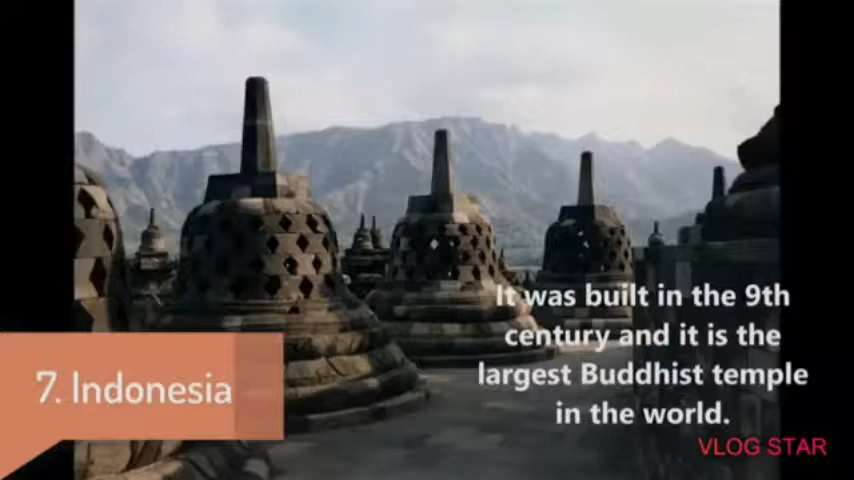 It was built in the 9th
century and it is the
largest Buddhist temple
in the world.
7. Indonesia
VLOG STAR